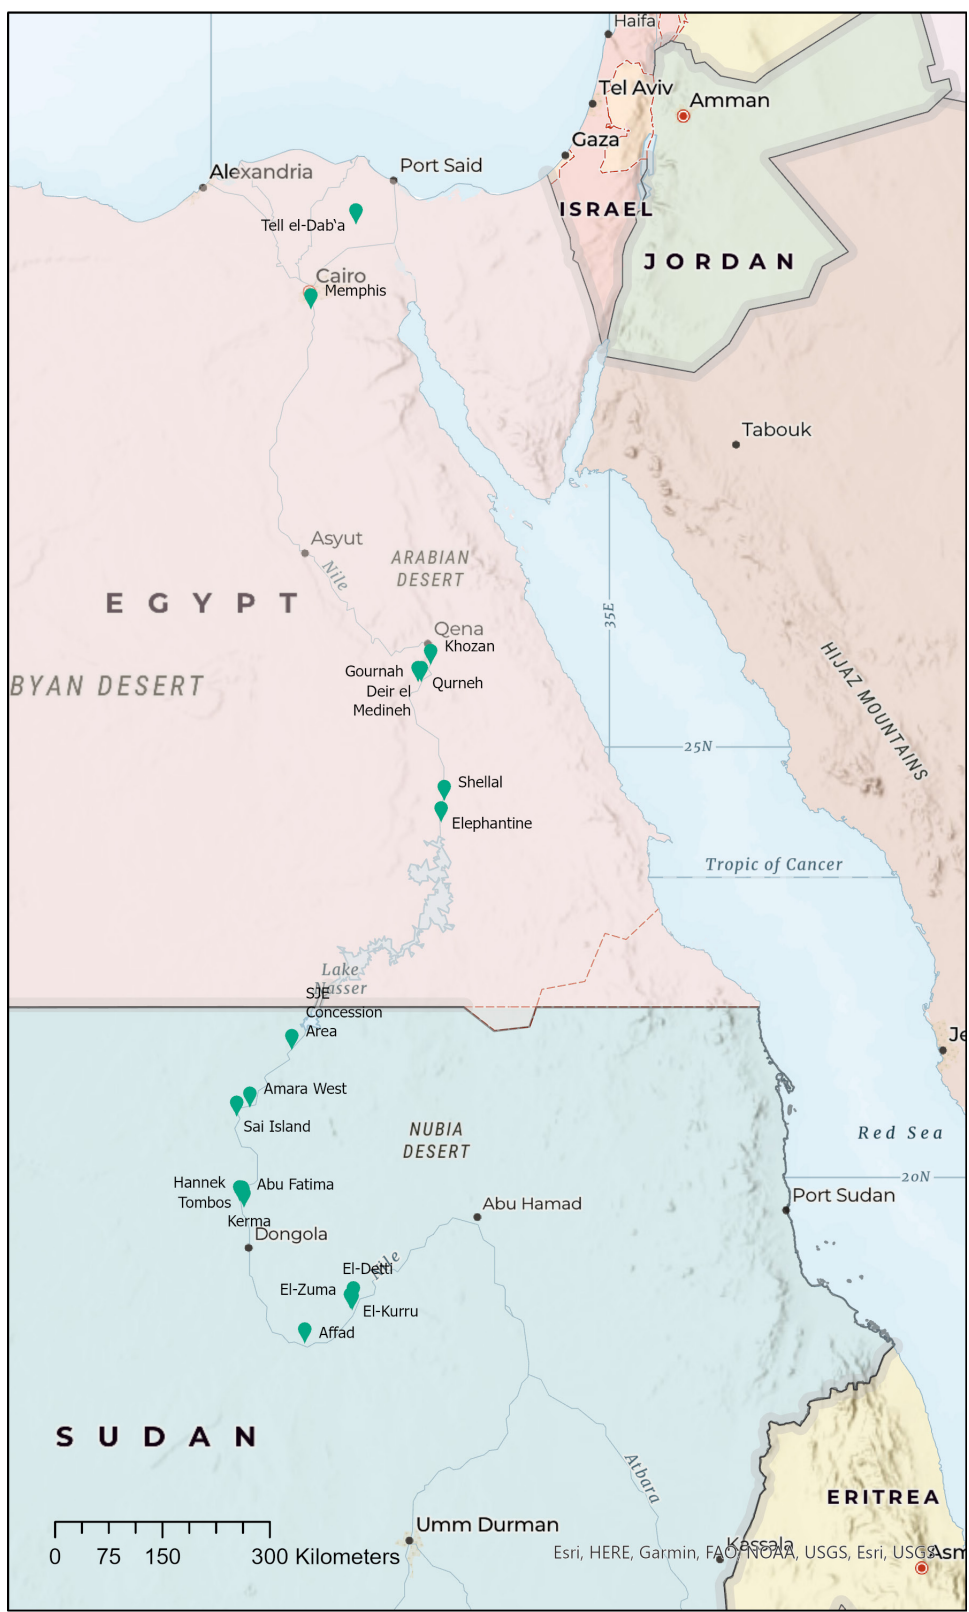 Haifa
Tel Aviv
Amman
Gaza
Alexandria
Port Said
ISRAEL
Tell el-Dab‘a
JORDAN
Cairo
Memphis
Tabouk
Asyut
ARABIAN
DESERT
Nile
EGYPT
35E
Qena
Khozan
Gournah
Qurneh
Deir el
Medineh
BYAN DESERT
HIJAZ MOUNTAINS
25N
Shellal
Elephantine
Tropic of Cancer
Lake
Nasser
SJE
Concession
Area
Je
Amara West
Sai Island
NUBIA
DESERT
Red Sea
20N
Hannek
Abu Fatima
Tombos
Kerma
Port Sudan
Abu Hamad
Dongola
Nile
El-Detti
El-Zuma
El-Kurru
Affad
SUDAN
Atbara
ERITREA
Umm Durman
Kassala
Asm
0 75 150 300 Kilometers
Esri, HERE, Garmin, FAO, NOAA, USGS, Esri, USGS